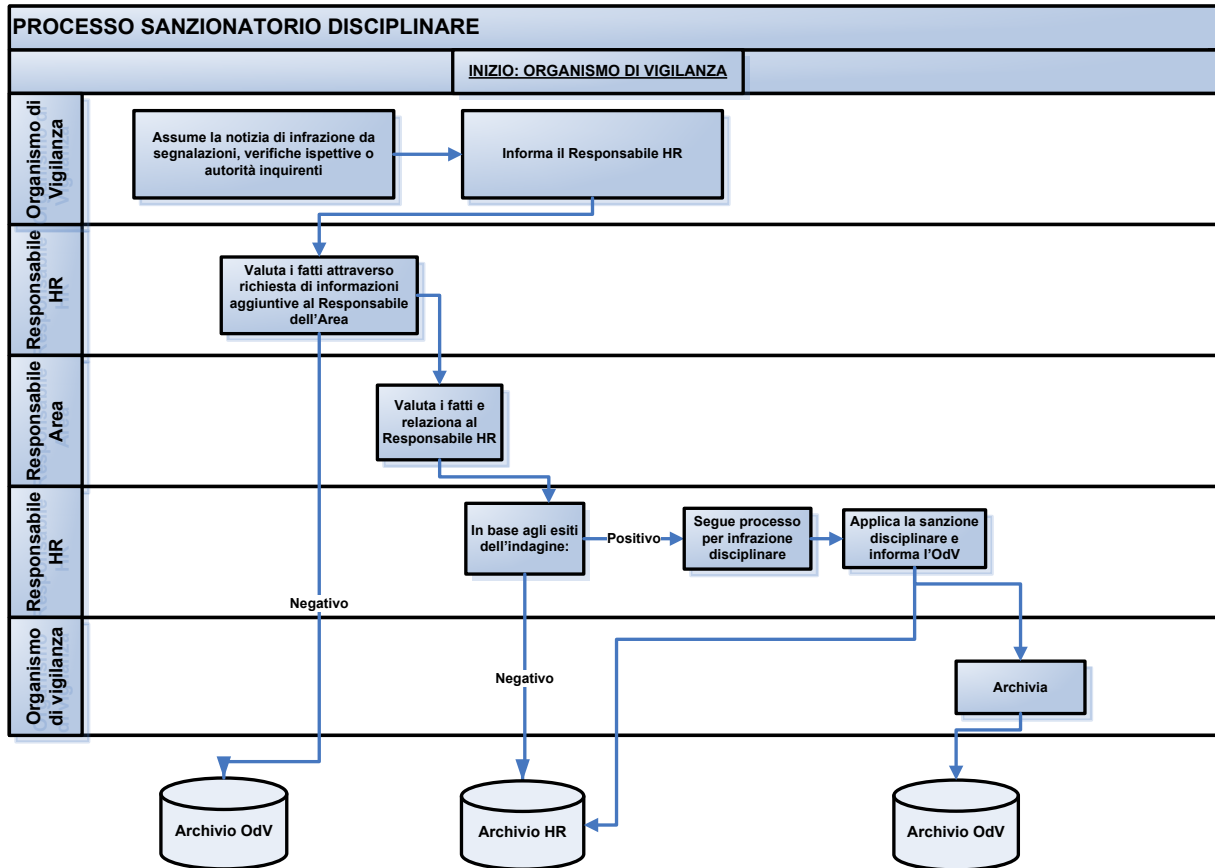 PROCESSO SANZIONATORIO DISCIPLINARE
INIZIO: ORGANISMO DI VIGILANZA
Organismo di
Vigilanza
Assume la notizia di infrazione da
segnalazioni, verifiche ispettive o
autorità inquirenti
Informa il Responsabile HR
Responsabile
HR
Valuta i fatti attraverso
richiesta di informazioni
aggiuntive al Responsabile
dell'Area
Responsabile
Area
Valuta i fatti e
relaziona al
Responsabile HR
Responsabile
HR
In base agli esiti
dell'indagine:
Positivo
Segue processo
per infrazione
disciplinare
Applica la sanzione
disciplinare e
informa l'OdV
Negativo
Organismo
di vigilanza
Negativo
Archivia
Archivio OdV
Archivio HR
Archivio OdV